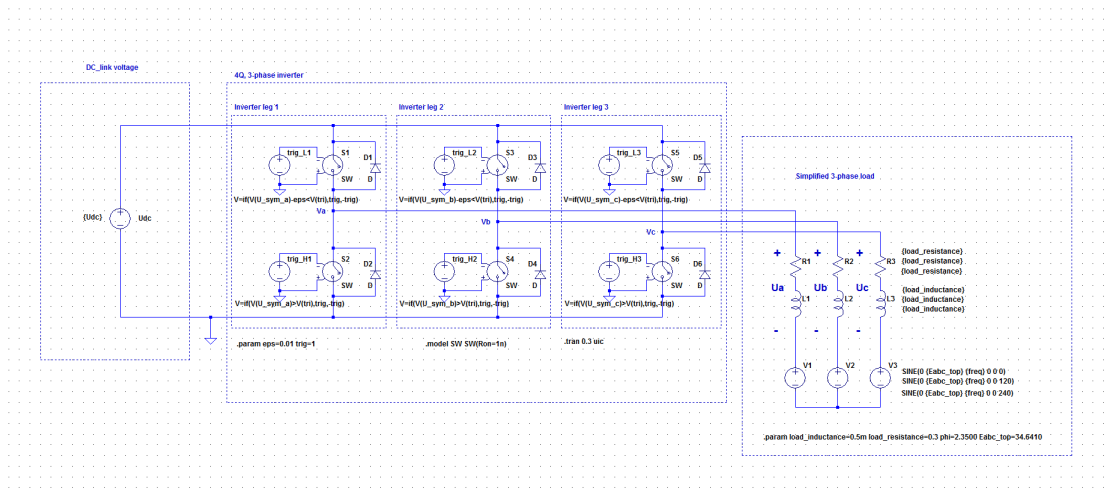 DC_link voltage
4Q, 3-phase inverter
Inverter leg 1
Inverter leg 2
Inverter leg 3
trig_L1
S1
D1
SW
D
trig_L2
S3
D3
SW
D
trig_L3
S5
D5
SW
D
Simplified 3-phase load
V=if(V(U_sym_a)-eps<V(tri),trig,-trig)
V=if(V(U_sym_b)-eps<V(tri),trig,-trig)
V=if(V(U_sym_c)-eps<V(tri),trig,-trig)
Va
Vb
Vc
{Udc}
Udc
trig_H1
S2
D2
SW
D
trig_H2
S4
D4
SW
D
trig_H3
S6
D6
SW
D
V=if(V(U_sym_a)>V(tri),trig,-trig)
V=if(V(U_sym_b)>V(tri),trig,-trig)
V=if(V(U_sym_c)>V(tri),trig,-trig)
.param eps=0.01 trig=1
.model SW SW(Ron=1n)
.tran 0.3 uic
+
+
+
R1
R2
R3
{load_resistance}
{load_resistance}
{load_resistance}
Ua
Ub
Uc
L1
L2
L3
{load_inductance}
{load_inductance}
{load_inductance}
-
-
-
V1
V2
V3
SINE(0 {Eabc_top} {freq} 0 0 0)
SINE(0 {Eabc_top} {freq} 0 0 120)
SINE(0 {Eabc_top} {freq} 0 0 240)
.param load_inductance=0.5m load_resistance=0.3 phi=2.3500 Eabc_top=34.6410